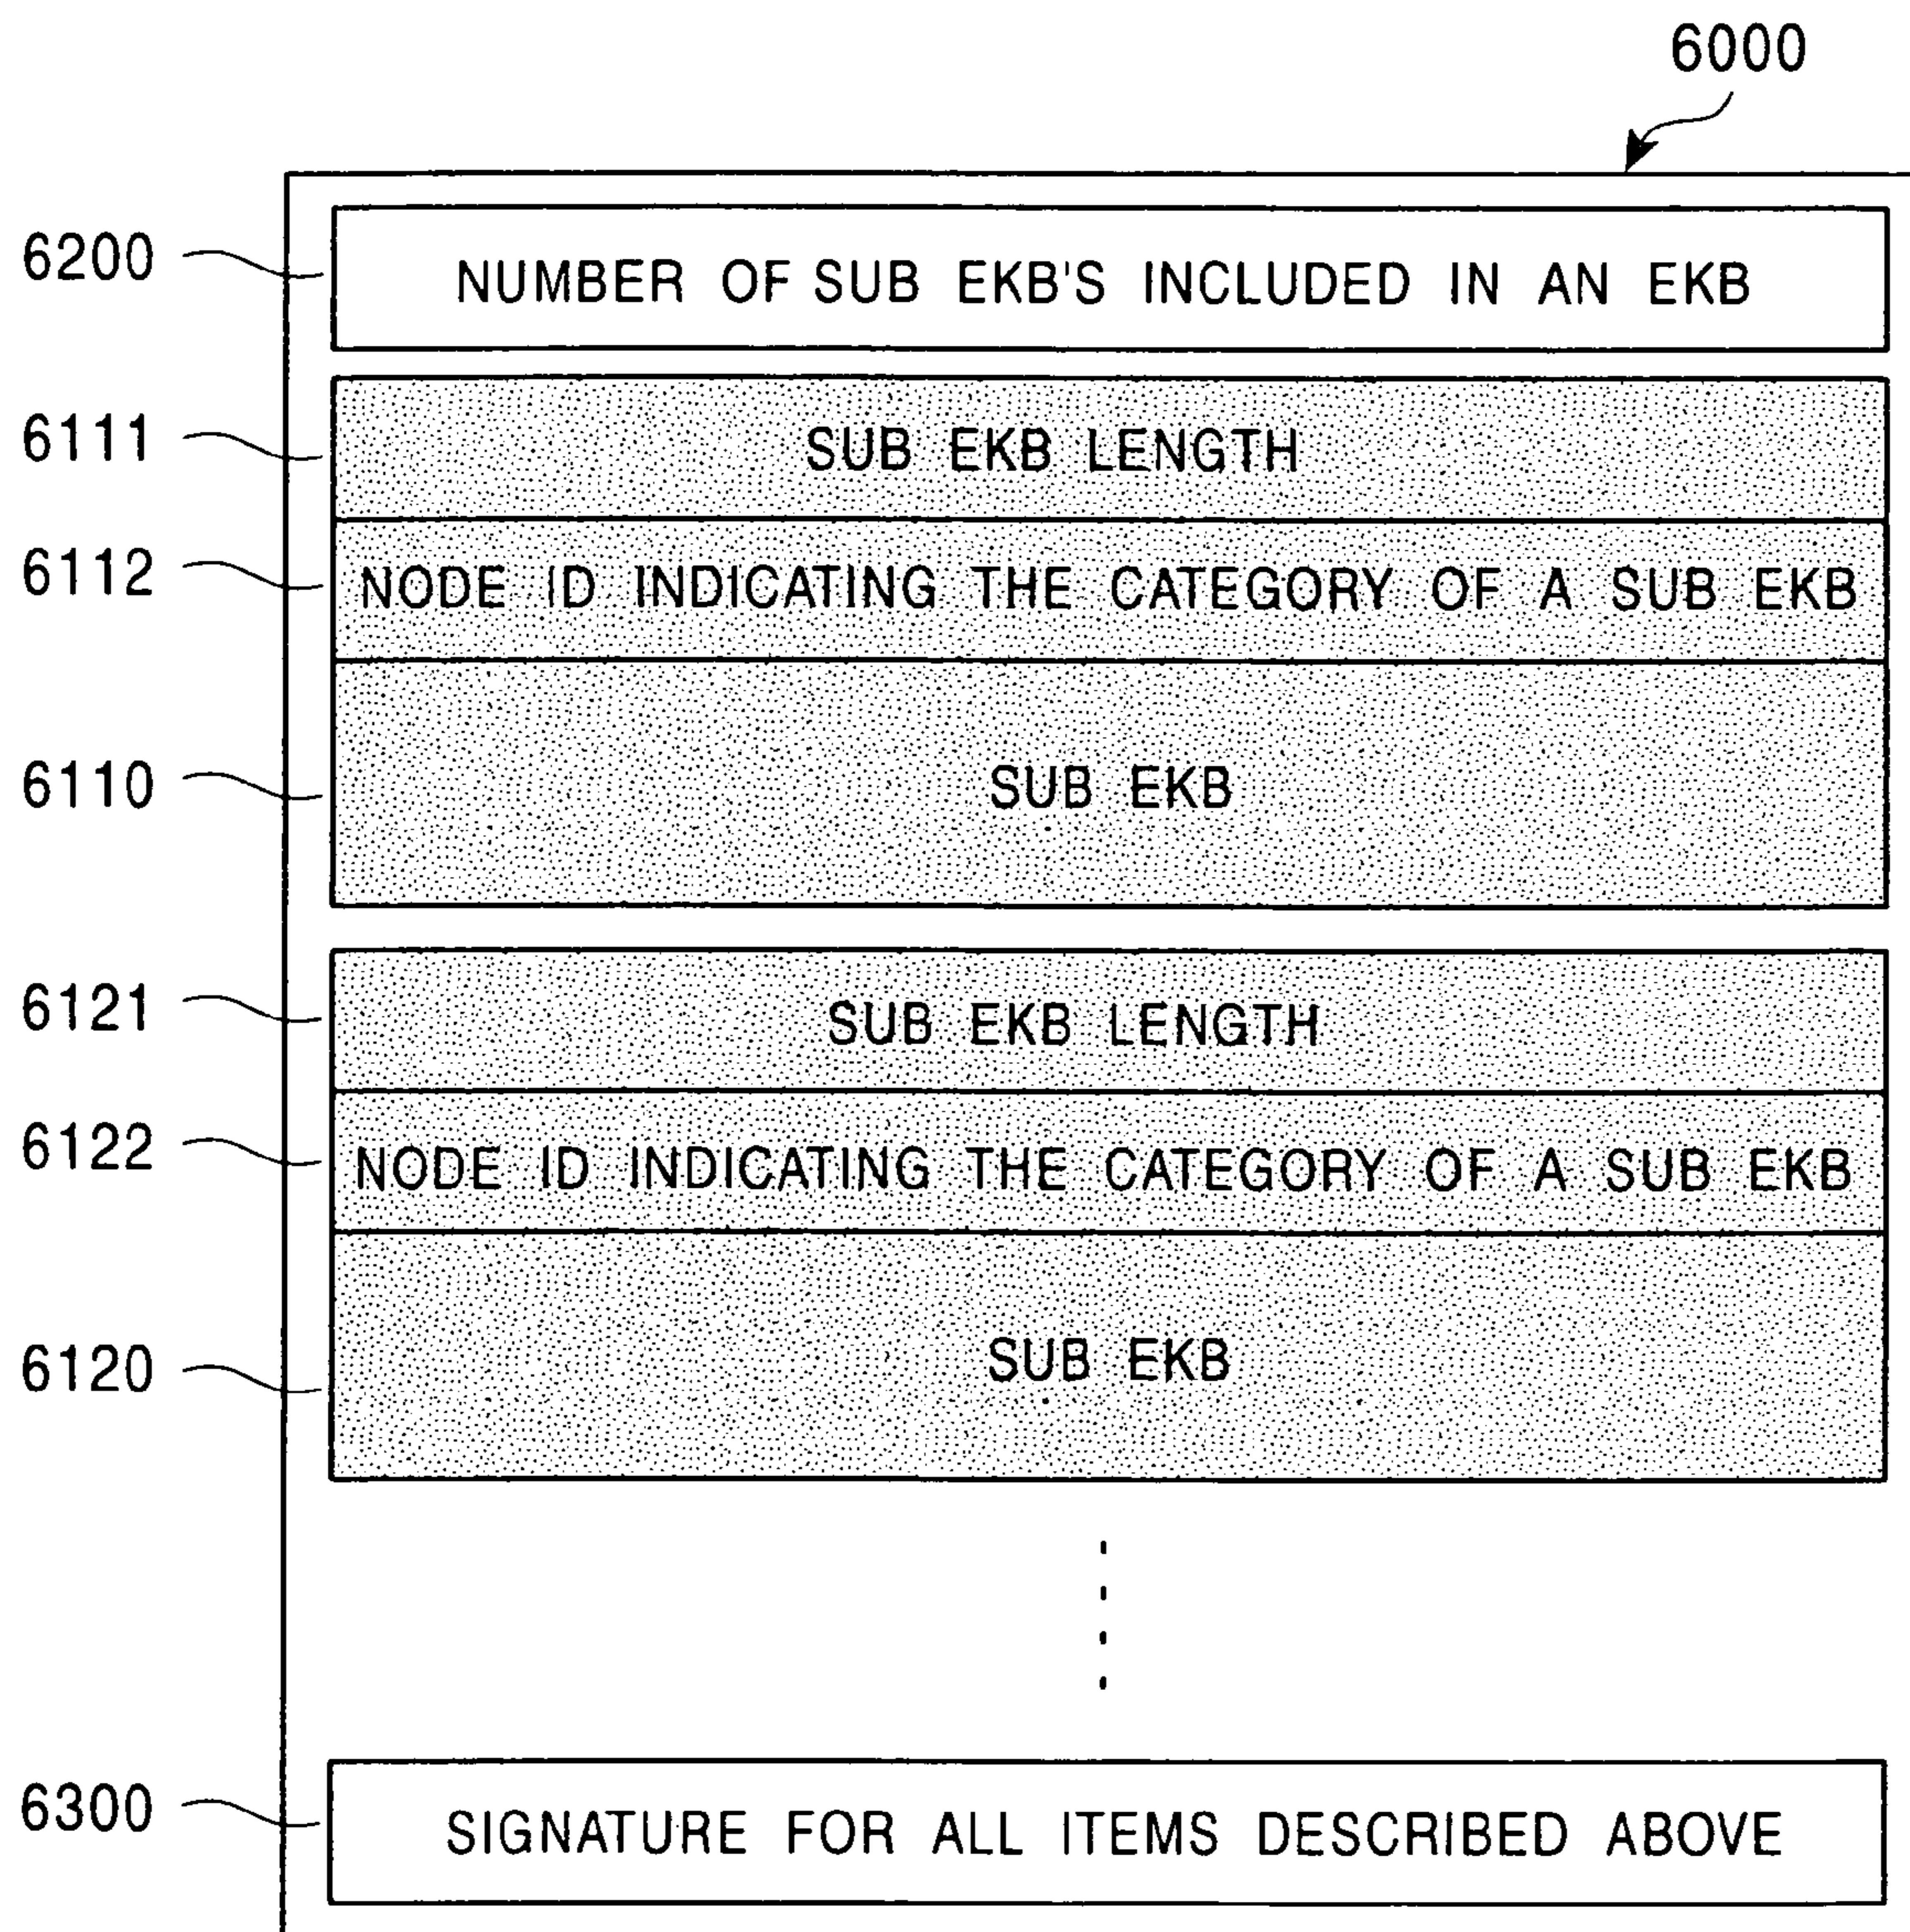 6000
6200 NUMBER OF SUB EKB'S INCLUDED IN AN EKB
6111 SUB EKB LENGTH
6112 NODE ID INDICATING THE CATEGORY OF A SUB EKB
6110 SUB EKB
6121 SUB EKB LENGTH
6122 NODE ID INDICATING THE CATEGORY OF A SUB EKB
6120 SUB EKB
6300 SIGNATURE FOR ALL ITEMS DESCRIBED ABOVE